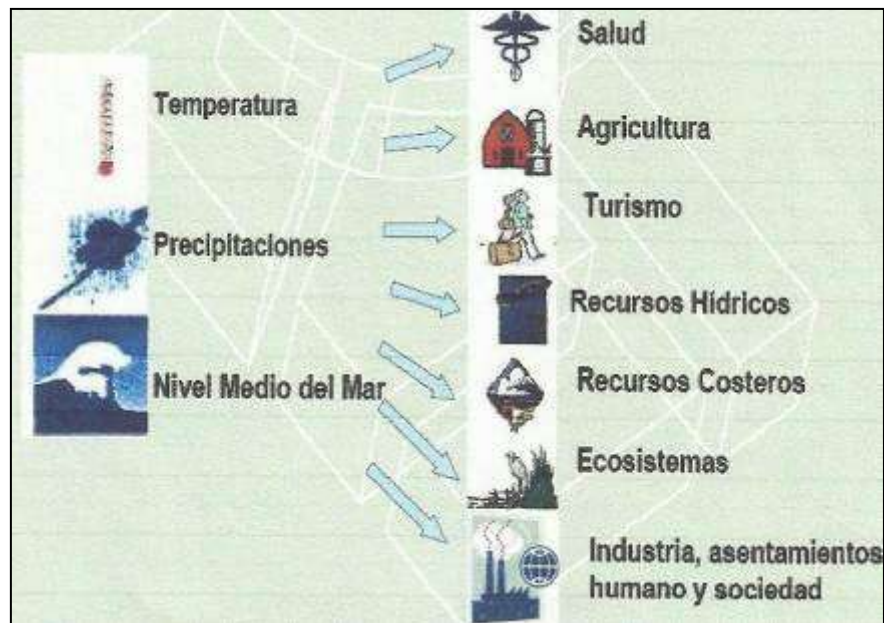 Temperatura
Precipitaciones
Nivel Medio del Mar
Salud
Agricultura
Turismo
Recursos Hídricos
Recursos Costeros
Ecosistemas
Industria, asentamientos
humano y sociedad